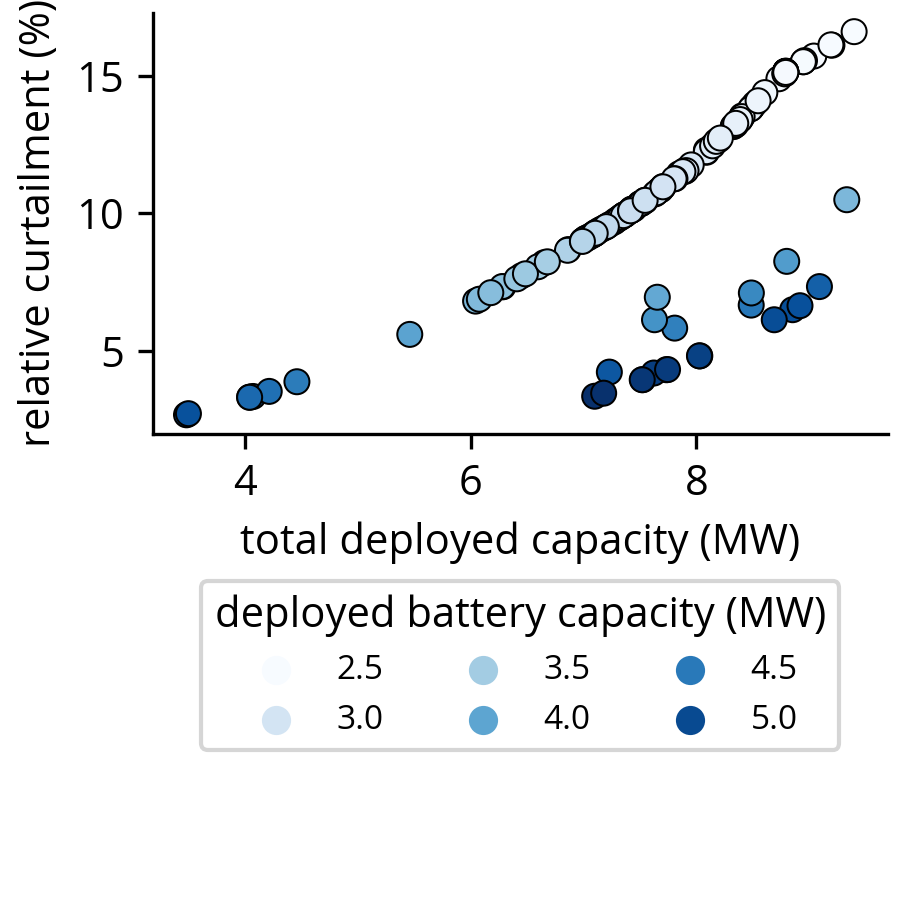 relative curtailment (%)
15
10
5
4 6 8
total deployed capacity (MW)
deployed battery capacity (MW)
2.5 3.5 4.5
3.0 4.0 5.0